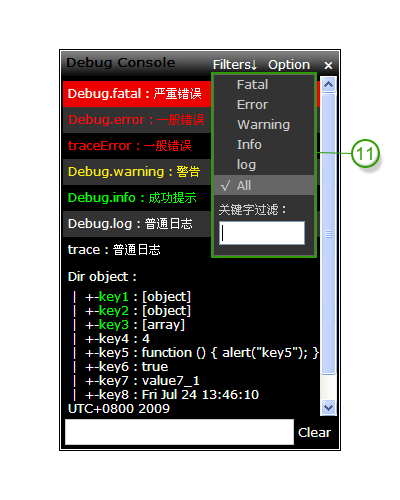 Debug Console
Filters↓ Option ×
Fatal
Error
Warning
Info
log
√ All
关键字过滤：
11
Debug.fatal : 严重错误
Debug.error : 一般错误
traceError : 一般错误
Debug.warning : 警告
Debug.info : 成功提示
Debug.log : 普通日志
trace : 普通日志
Dir object :
| +-key1 : [object]
| +-key2 : [object]
| +-key3 : [array]
| +-key4 : 4
| +-key5 : function () { alert("key5"); }
| +-key6 : true
| +-key7 : value7_1
| +-key8 : Fri Jul 24 13:46:10
UTC+0800 2009
Clear